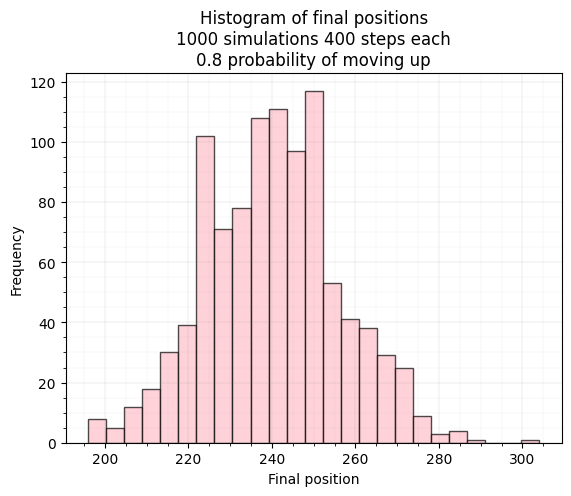 Histogram of final positions
1000 simulations 400 steps each
0.8 probability of moving up
120
100
80
60
40
20
0
Frequency
200 220 240 260 280 300
Final position